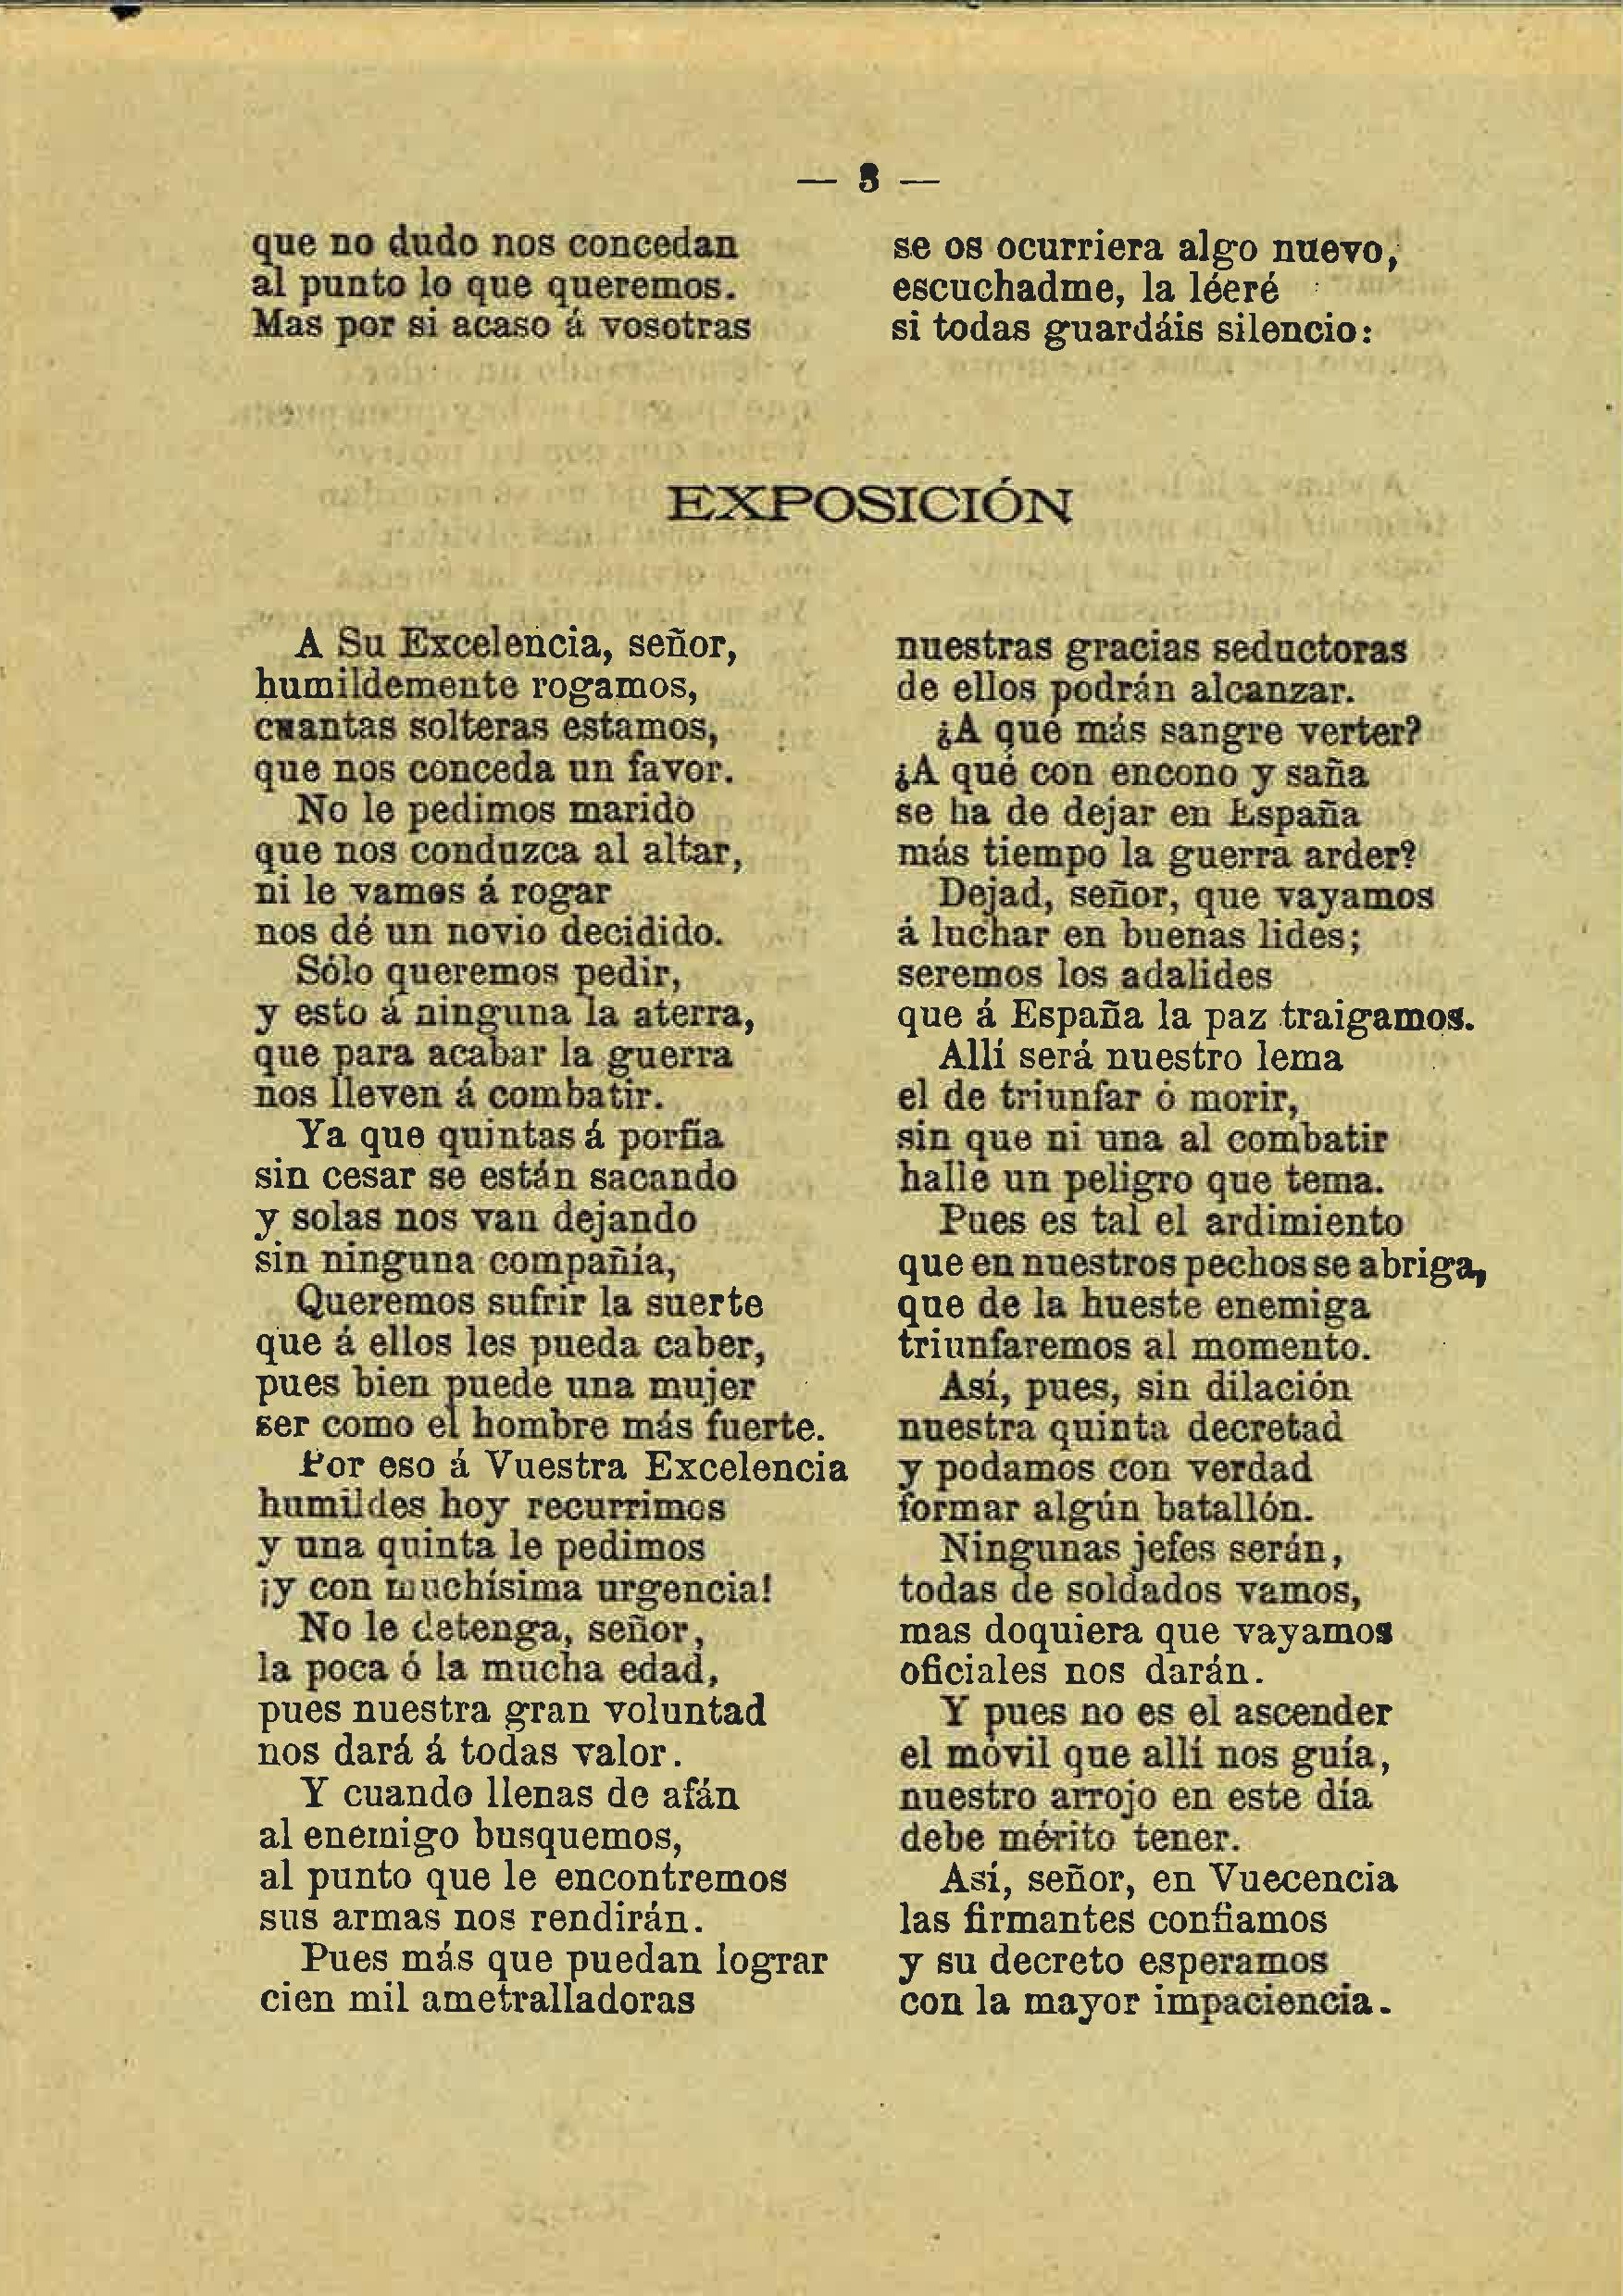 — 3 —
que no dudo nos concedan
al punto lo que queremos.
Mas por si acaso á vosotras
se os ocurriera algo nuevo,
escuchadme, la léeré
si todas guardáis silencio:
EXPOSICIÓN
A Su Excelencia, señor,
humildemente rogamos,
cuantas solteras estamos,
que nos conceda un favor.
No le pedimos marido
que nos conduzca al altar,
ni le vamos á rogar
nos dé un novio decidido.
Sólo queremos pedir,
y esto á ninguna la aterra,
que para acabar la guerra
nos lleven á combatir.
Ya que quintas á porfía
sin cesar se están sacando
y solas nos van dejando
sin ninguna compañía,
Queremos sufrir la suerte
que á ellos les pueda caber,
pues bien puede una mujer
ser como el hombre más fuerte.
Por eso á Vuestra Excelencia
humildes hoy recurrimos
y una quinta le pedimos
¡y con muchísima urgencia!
No le detenga, señor,
la poca ó la mucha edad,
pues nuestra gran voluntad
nos dará á todas valor.
Y cuando llenas de afán
al enemigo busquemos,
al punto que le encontremos
sus armas nos rendirán.
Pues más que puedan lograr
cien mil ametralladoras
nuestras gracias seductoras
de ellos podrán alcanzar.
¿A qué más sangre verter?
¿A qué con encono y saña
se ha de dejar en España
más tiempo la guerra arder?
Dejad, señor, que vayamos
á luchar en buenas lides;
seremos los adalides
que á España la paz traigamos.
Allí será nuestro lema
el de triunfar ó morir,
sin que ni una al combatir
halle un peligro que tema.
Pues es tal el ardimiento
que en nuestros pechos se abriga,
que de la hueste enemiga
triunfaremos al momento.
Así, pues, sin dilación
nuestra quinta decretad
y podamos con verdad
formar algún batallón.
Ningunas jefes serán,
todas de soldados vamos,
mas doquiera que vayamos
oficiales nos darán.
Y pues no es el ascender
el móvil que allí nos guía,
nuestro arrojo en este día
debe mérito tener.
Así, señor, en Vuecencia
las firmantes confiamos
y su decreto esperamos
con la mayor impaciencia.